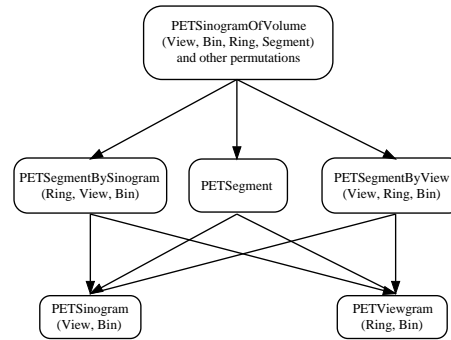 PETSinogramOfVolume
(View, Bin, Ring, Segment)
and other permutations
PETSegmentBySinogram
(Ring, View, Bin)
PETSegment
PETSegmentByView
(View, Ring, Bin)
PETSinogram
(View, Bin)
PETViewgram
(Ring, Bin)